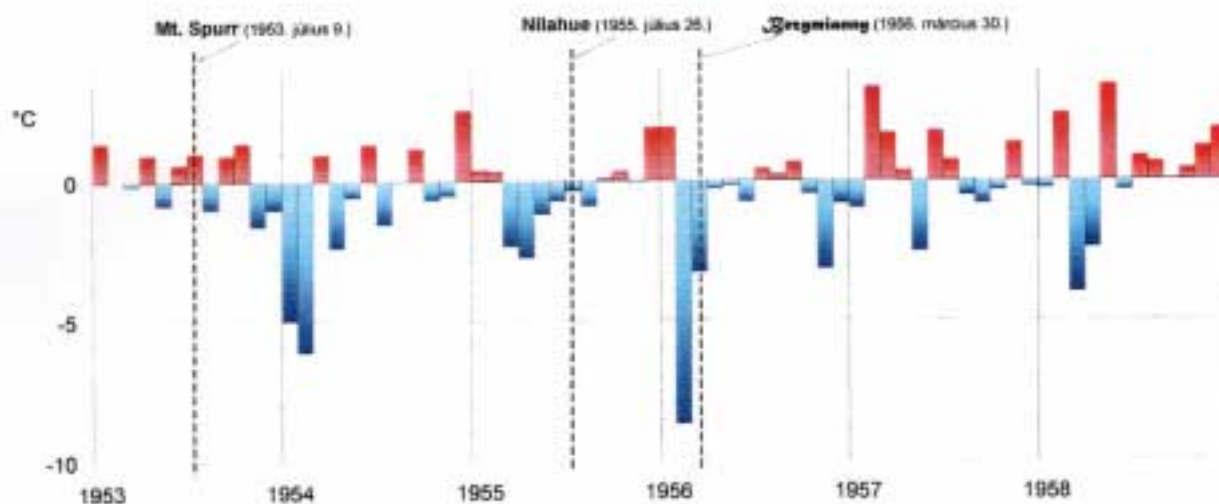 Mt. Spurr (1953. július 9.)
Nilahue (1955. július 26.)
(1956. március 30.)
°C
0
-5
-10
1953
1954
1955
1956
1957
1958